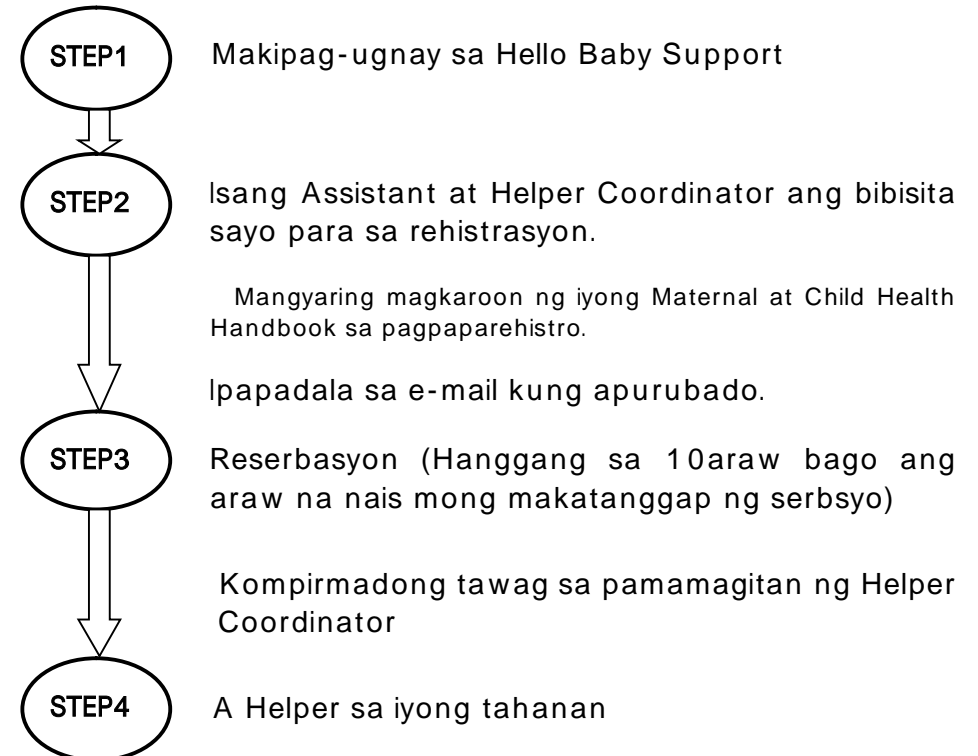 STEP1
Makipag-ugnay sa Hello Baby Support
STEP2
Isang Assistant at Helper Coordinator ang bibisita
sayo para sa rehistrasyon.
Mangyaring magkaroon ng iyong Maternal at Child Health
Handbook sa pagpaparehistro.
Ipapadala sa e-mail kung apurubado.
STEP3
Reserbasyon (Hanggang sa 10araw bago ang
araw na nais mong makatanggap ng serbsyo)
Kompirmadong tawag sa pamamagitan ng Helper
Coordinator
STEP4
A Helper sa iyong tahanan